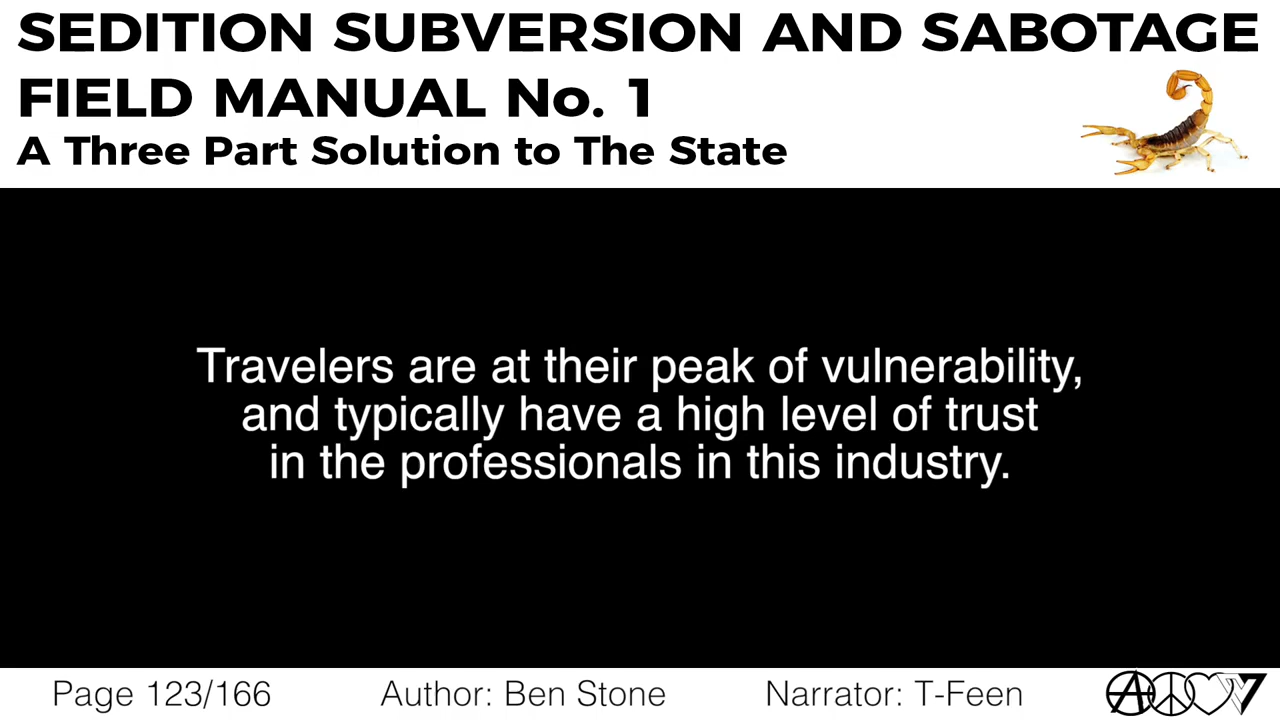 SEDITION SUBVERSION AND SABOTAGE
FIELD MANUAL No. 1
A Three Part Solution to The State
Travelers are at their peak of vulnerability,
and typically have a high level of trust
in the professionals in this industry.
Page 123/166 Author: Ben Stone Narrator: T-Feen